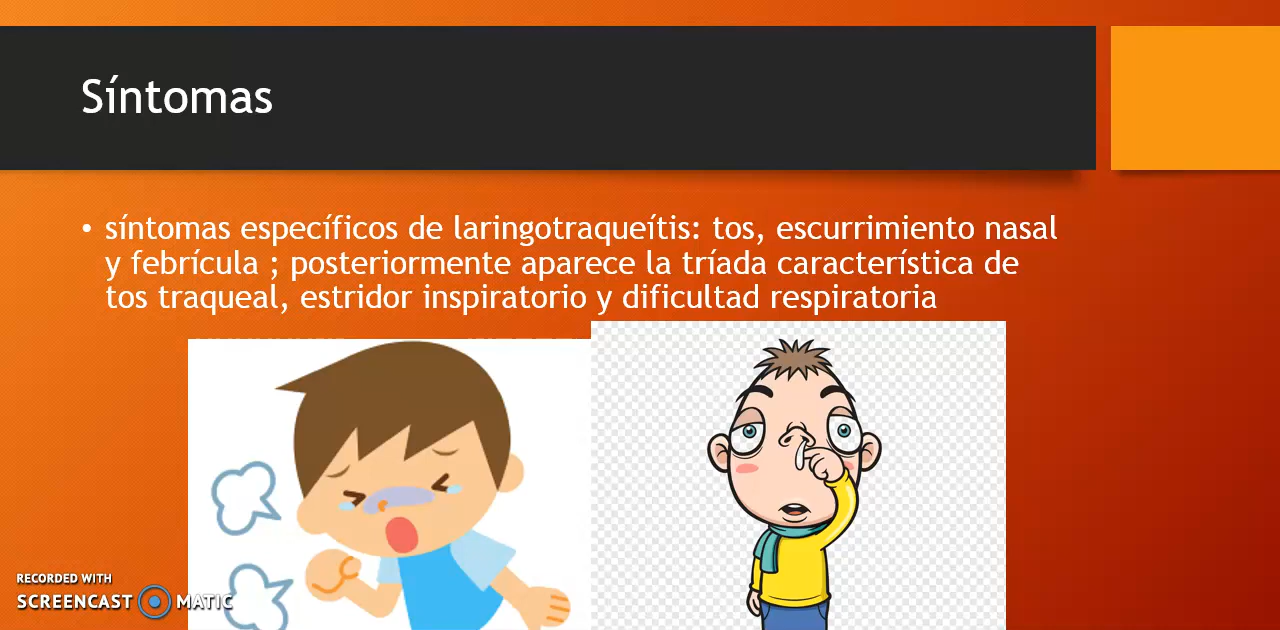 Síntomas
• síntomas específicos de laringotraqueítis: tos, escurrimiento nasal
y febrícula ; posteriormente aparece la tríada característica de
tos traqueal, estridor inspiratorio y dificultad respiratoria
RECORDED WITH
SCREENCAST MATIC